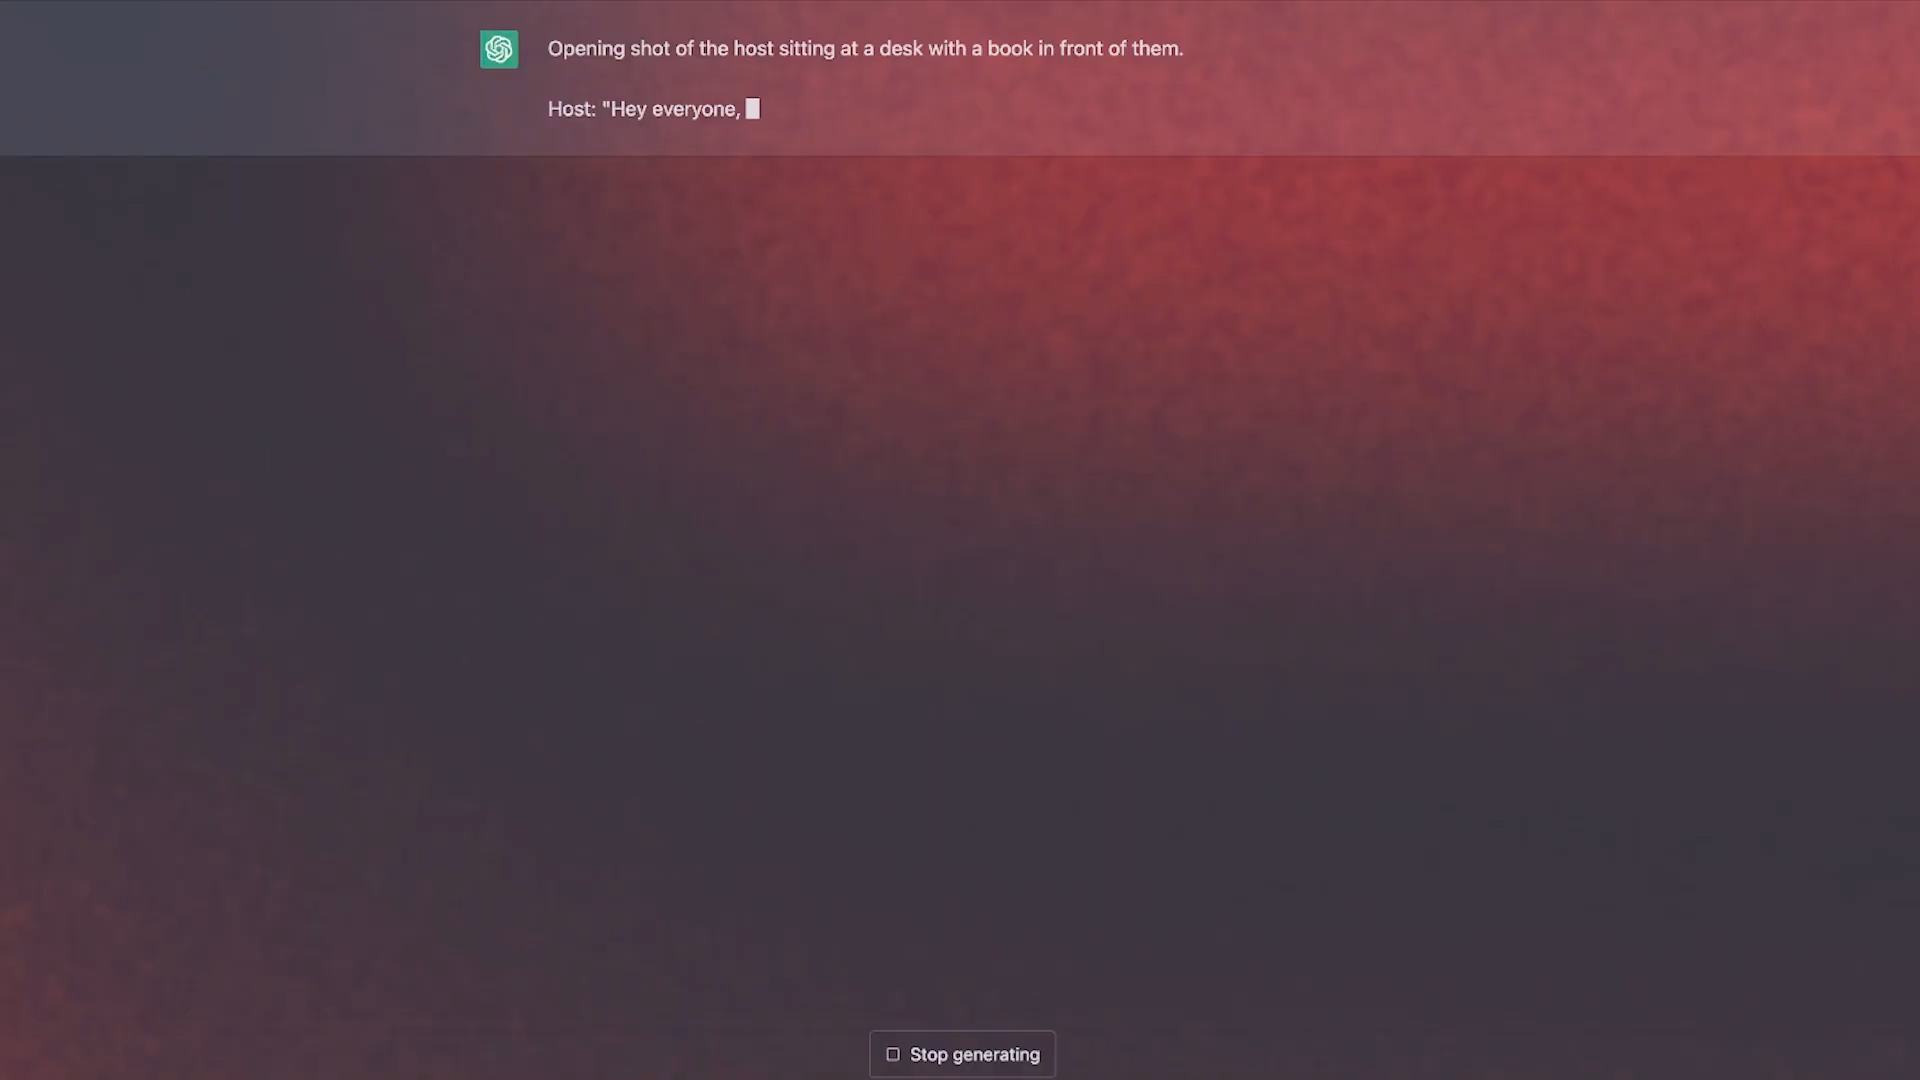 Opening shot of the host sitting at a desk with a book in front of them.
Host: "Hey everyone,
Stop generating